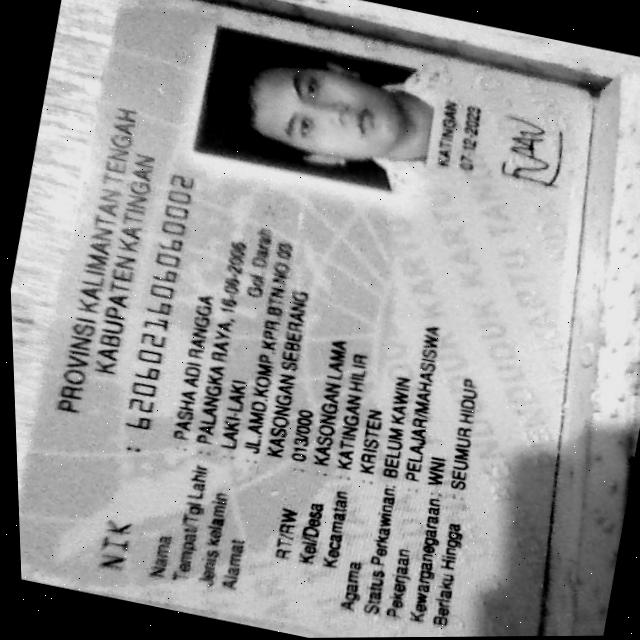 PROVINSI KALIMANTAN TENGAH
KABUPATEN KATINGAN
NIK : 6206021606060002
Nama : PASHA ADI RANGGA
Tempat/Tgl Lahir : PALANGKA RAYA, 16-06-2006
Jenis kelamin : LAKI-LAKI Gol. Darah
Alamat : JL.AMD.KOMP.KPR.BTN.NO 03
KASONGAN SEBERANG
RT/RW : 013/000
Kel/Desa : KASONGAN LAMA
Kecamatan : KATINGAN HILIR
Agama : KRISTEN
Status Perkawinan: BELUM KAWIN
Pekerjaan : PELAJAR/MAHASISWA
Kewarganegaraan: WNI
Berlaku Hingga : SEUMUR HIDUP
KATINGAN
07-12-2023